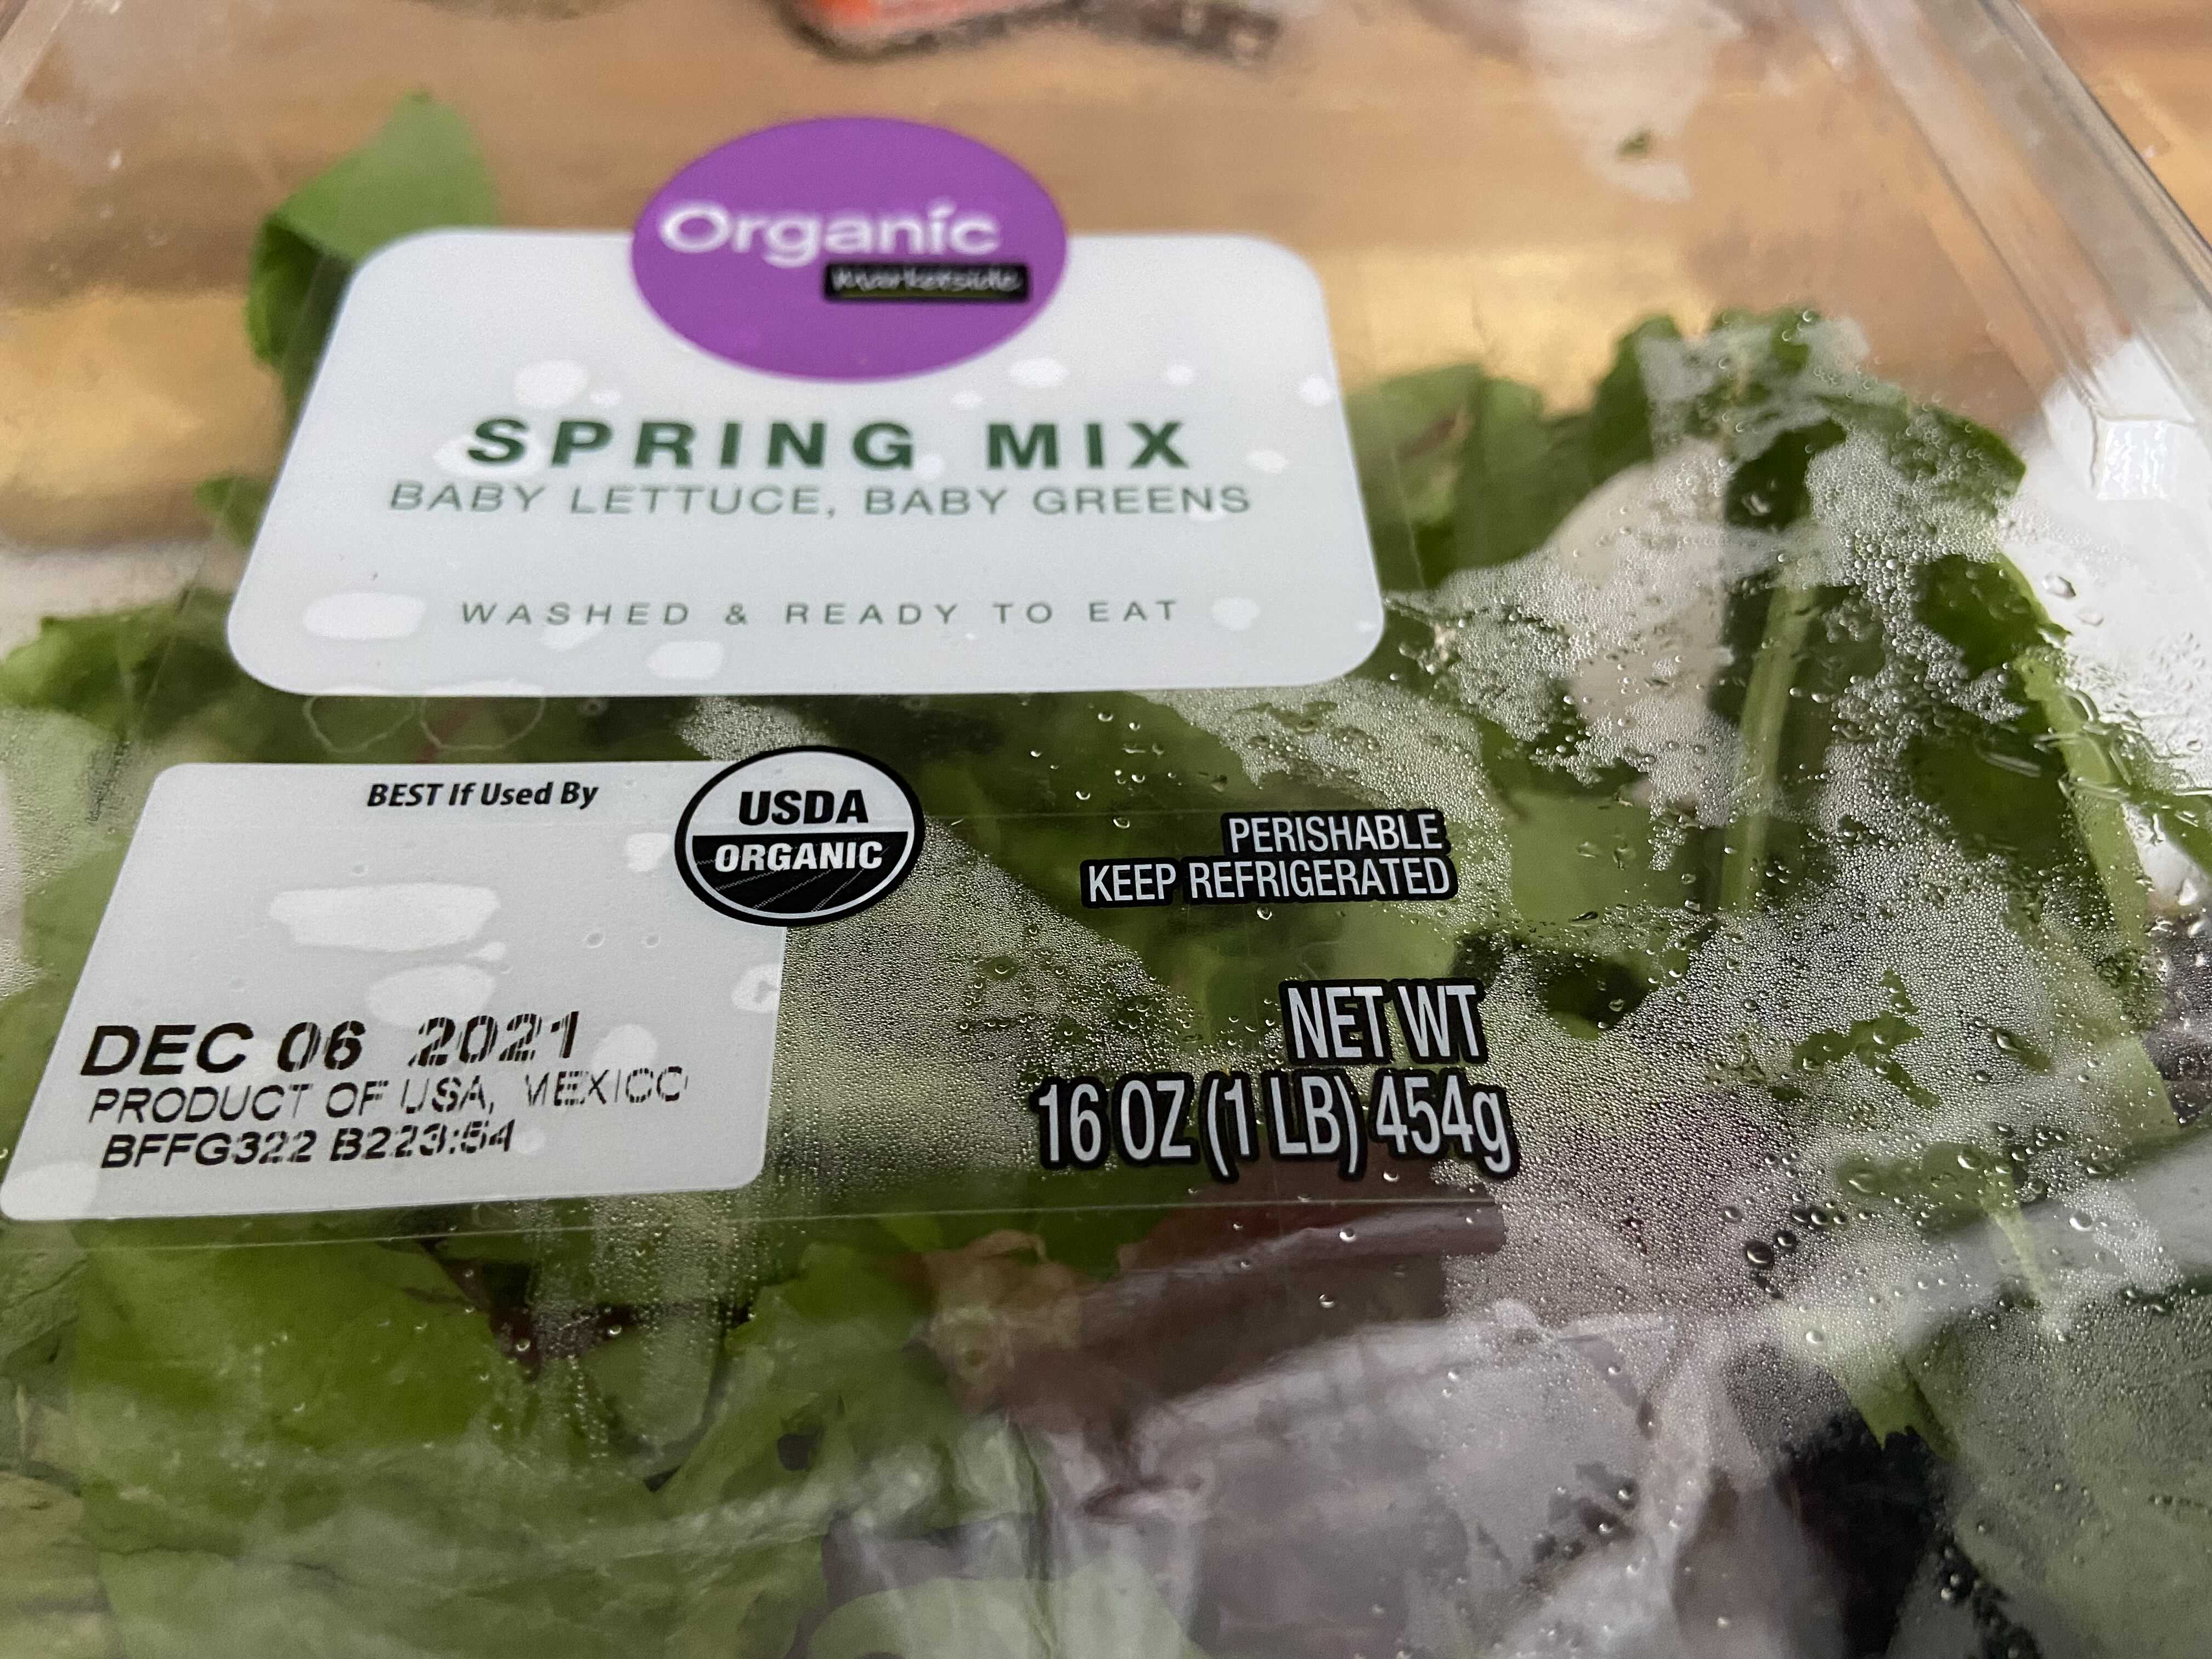 Organic
Marketside
SPRING MIX
BABY LETTUCE, BABY GREENS
WASHED & READY TO EAT
BEST If Used By
USDA
ORGANIC
PERISHABLE
KEEP REFRIGERATED
DEC 06 2021
PRODUCT OF USA, MEXICO
BFFG322 B223:54
NET WT
16 OZ (1 LB) 454g